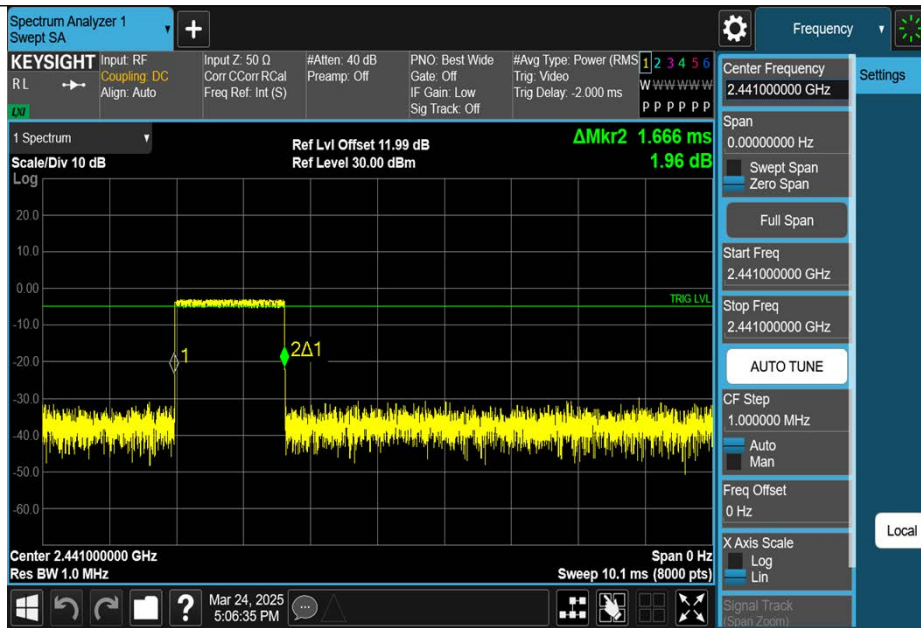 Spectrum Analyzer 1
Swept SA
+
Frequency
KEYSIGHT
R L
LXI
Input: RF
Coupling: DC
Align: Auto
Input Z: 50 Ω
Corr CCorr RCal
Freq Ref: Int (S)
#Atten: 40 dB
Preamp: Off
PNO: Best Wide
Gate: Off
IF Gain: Low
Sig Track: Off
#Avg Type: Power (RMS
Trig: Video
Trig Delay: -2.000 ms
1 2 3 4 5 6
W W W W W W
P P P P P P
1 Spectrum
Scale/Div 10 dB
Log
Ref Lvl Offset 11.99 dB
Ref Level 30.00 dBm
ΔMkr2 1.666 ms
1.96 dB
20.0
10.0
0.00
-10.0
-20.0
-30.0
-40.0
-50.0
-60.0
TRIG LVL
1
2Δ1
Center 2.441000000 GHz
Res BW 1.0 MHz
Span 0 Hz
Sweep 10.1 ms (8000 pts)
Center Frequency
2.441000000 GHz
Span
0.00000000 Hz
Swept Span
Zero Span
Full Span
Start Freq
2.441000000 GHz
Stop Freq
2.441000000 GHz
AUTO TUNE
CF Step
1.000000 MHz
Auto
Man
Freq Offset
0 Hz
X Axis Scale
Log
Lin
Signal Track
(Span Zoom)
Settings
Local
?
Mar 24, 2025
5:06:35 PM